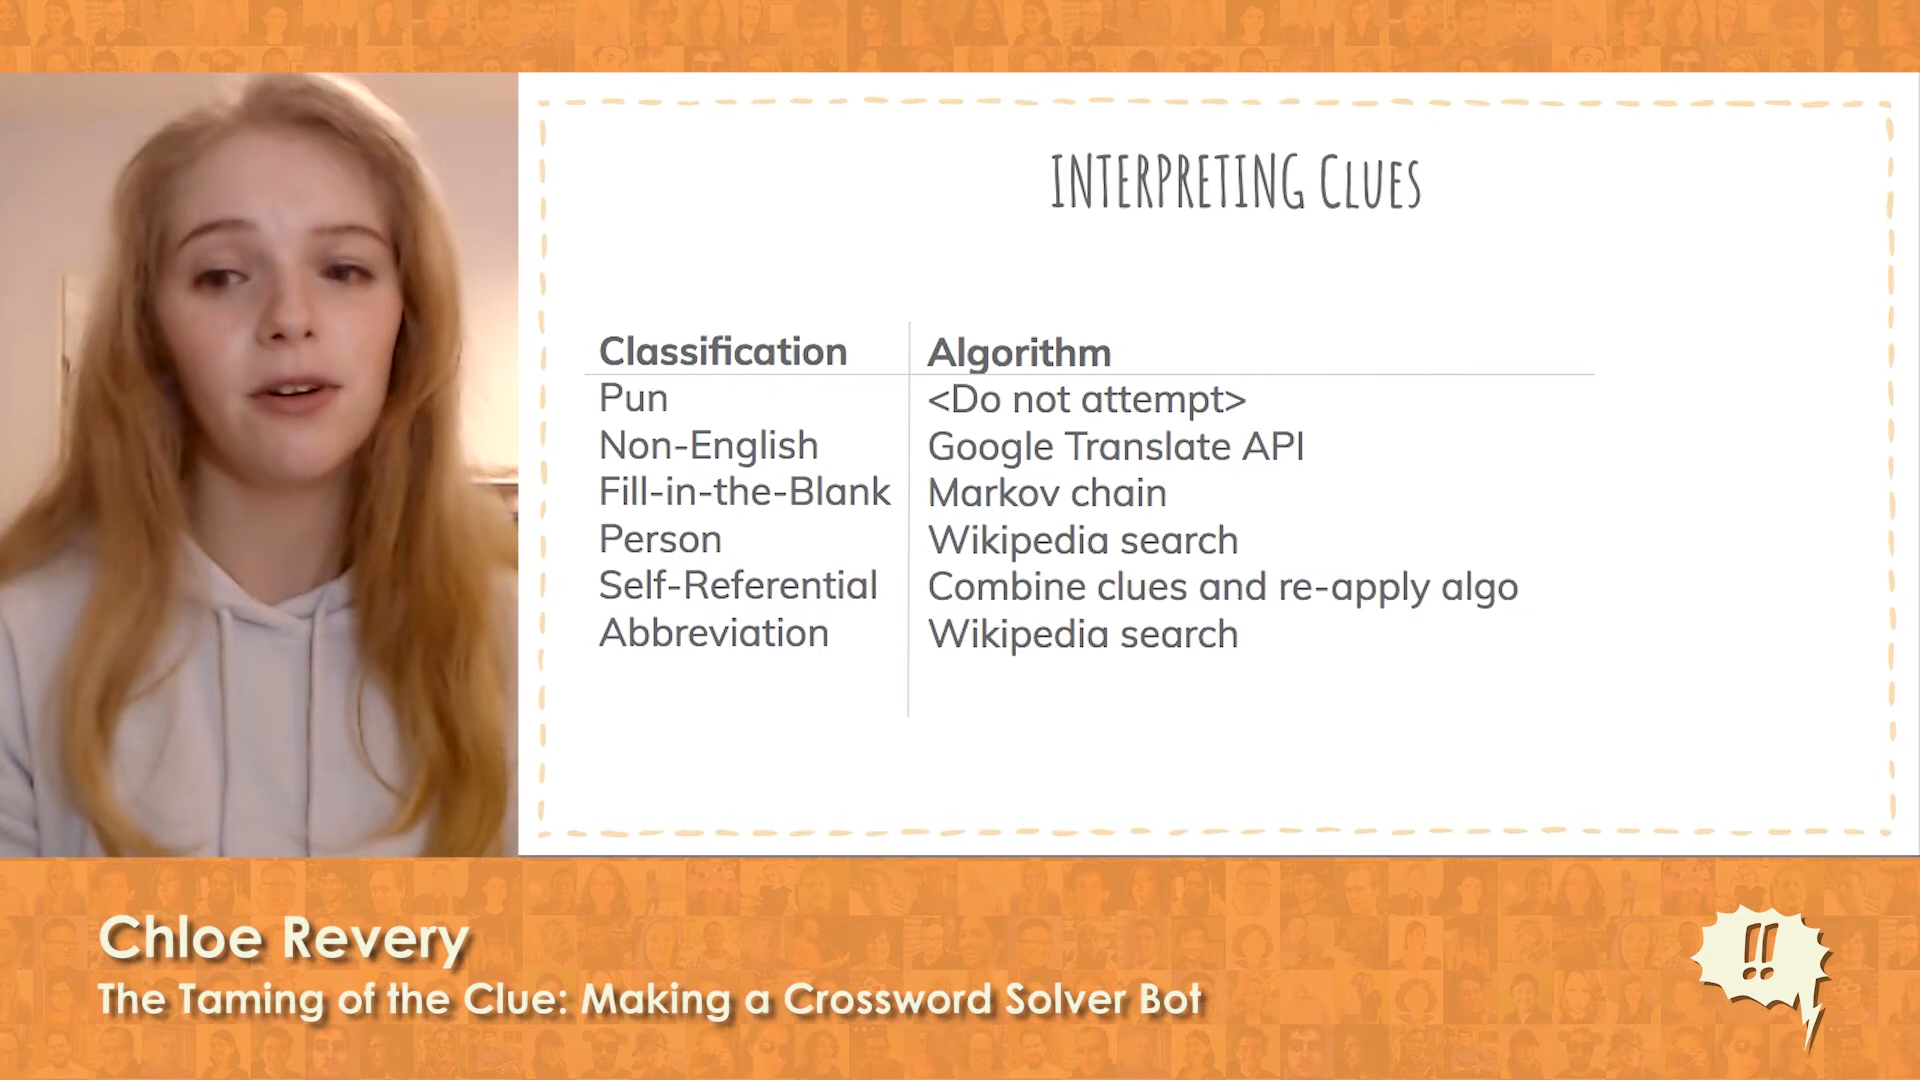 INTERPRETING CLUES
Classification Algorithm
Pun <Do not attempt>
Non-English Google Translate API
Fill-in-the-Blank Markov chain
Person Wikipedia search
Self-Referential Combine clues and re-apply algo
Abbreviation Wikipedia search
Chloe Revery
The Taming of the Clue: Making a Crossword Solver Bot
!!